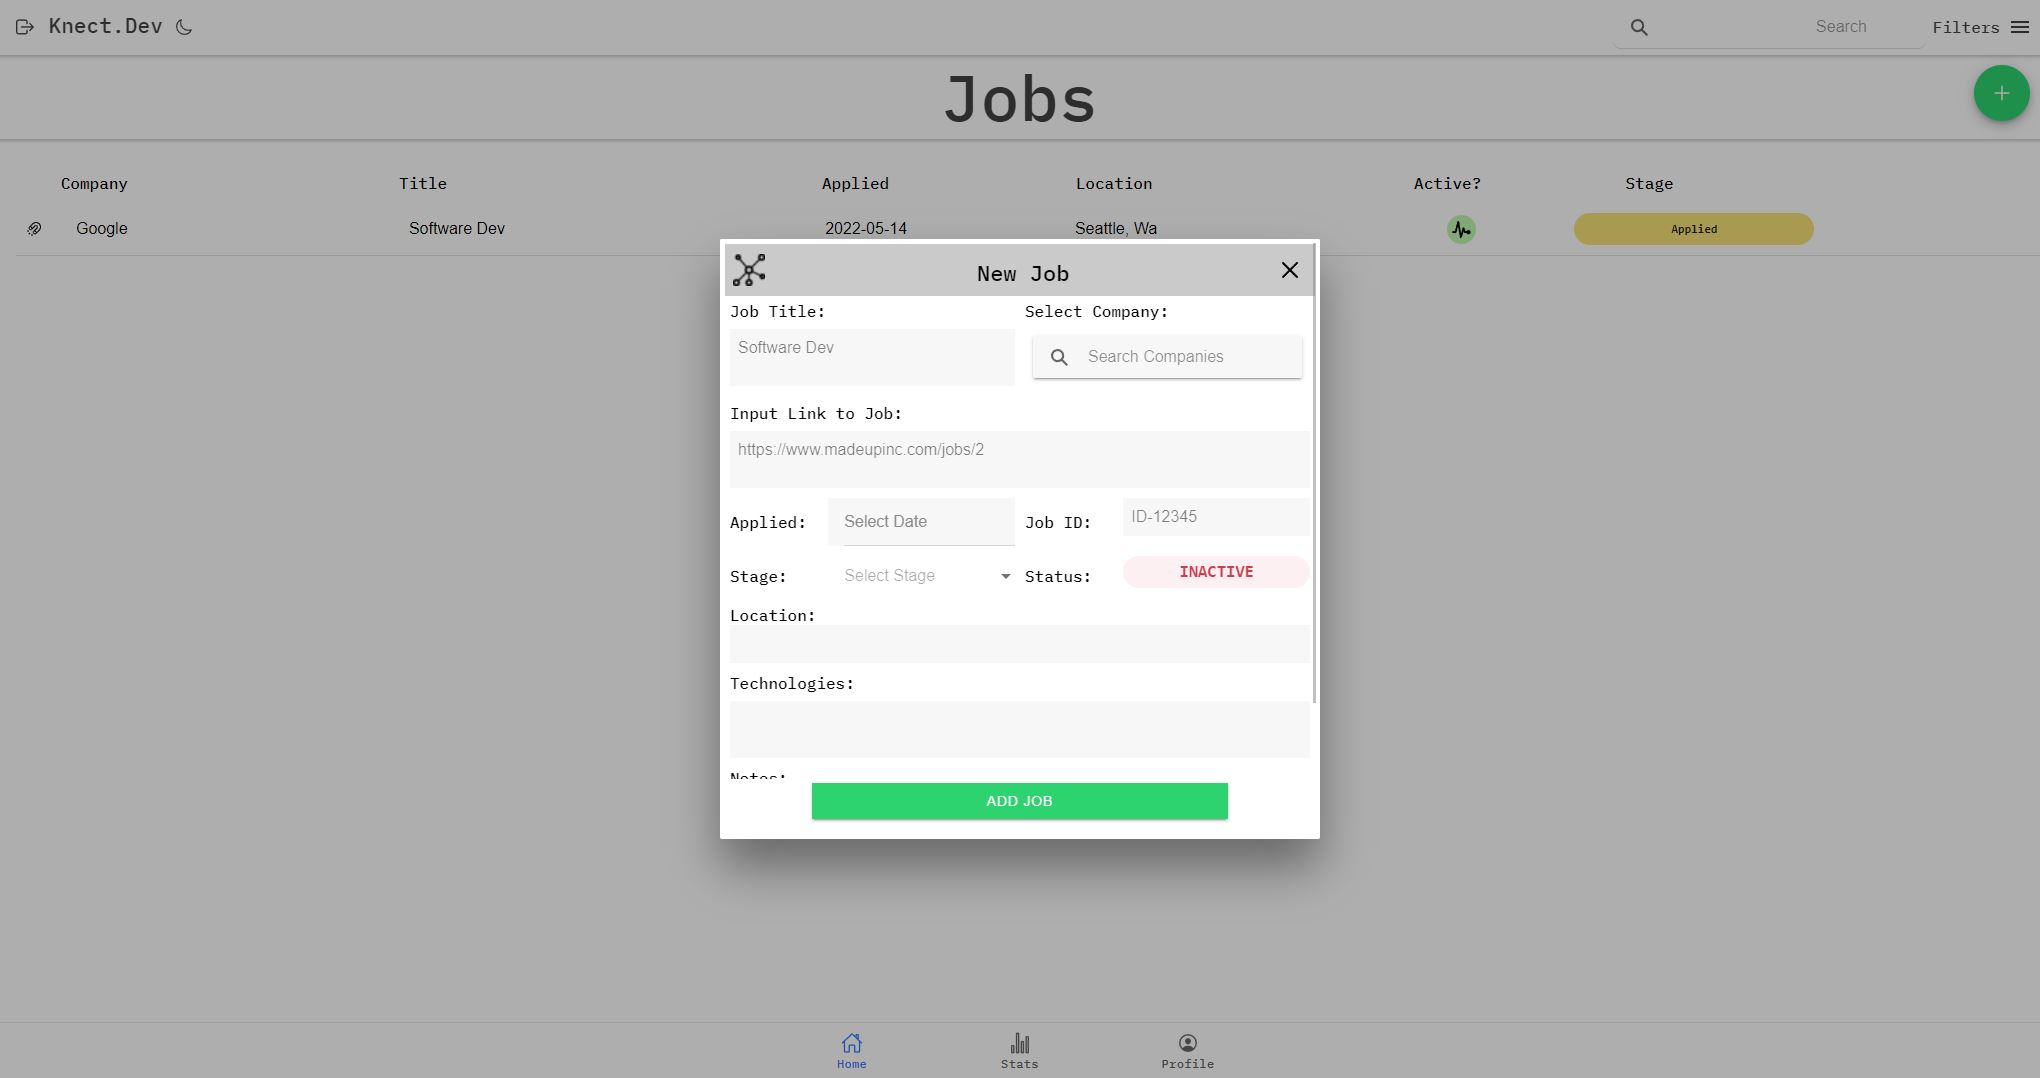 Knect.Dev
Search
Filters
Jobs
+
Company Title Applied Location Active? Stage
Google Software Dev 2022-05-14 Seattle, Wa Applied
New Job
Job Title: Select Company:
Software Dev Search Companies
Input Link to Job:
https://www.madeupinc.com/jobs/2
Applied: Select Date Job ID: ID-12345
Stage: Select Stage Status: INACTIVE
Location:
Technologies:
Notes:
ADD JOB
Home Stats Profile